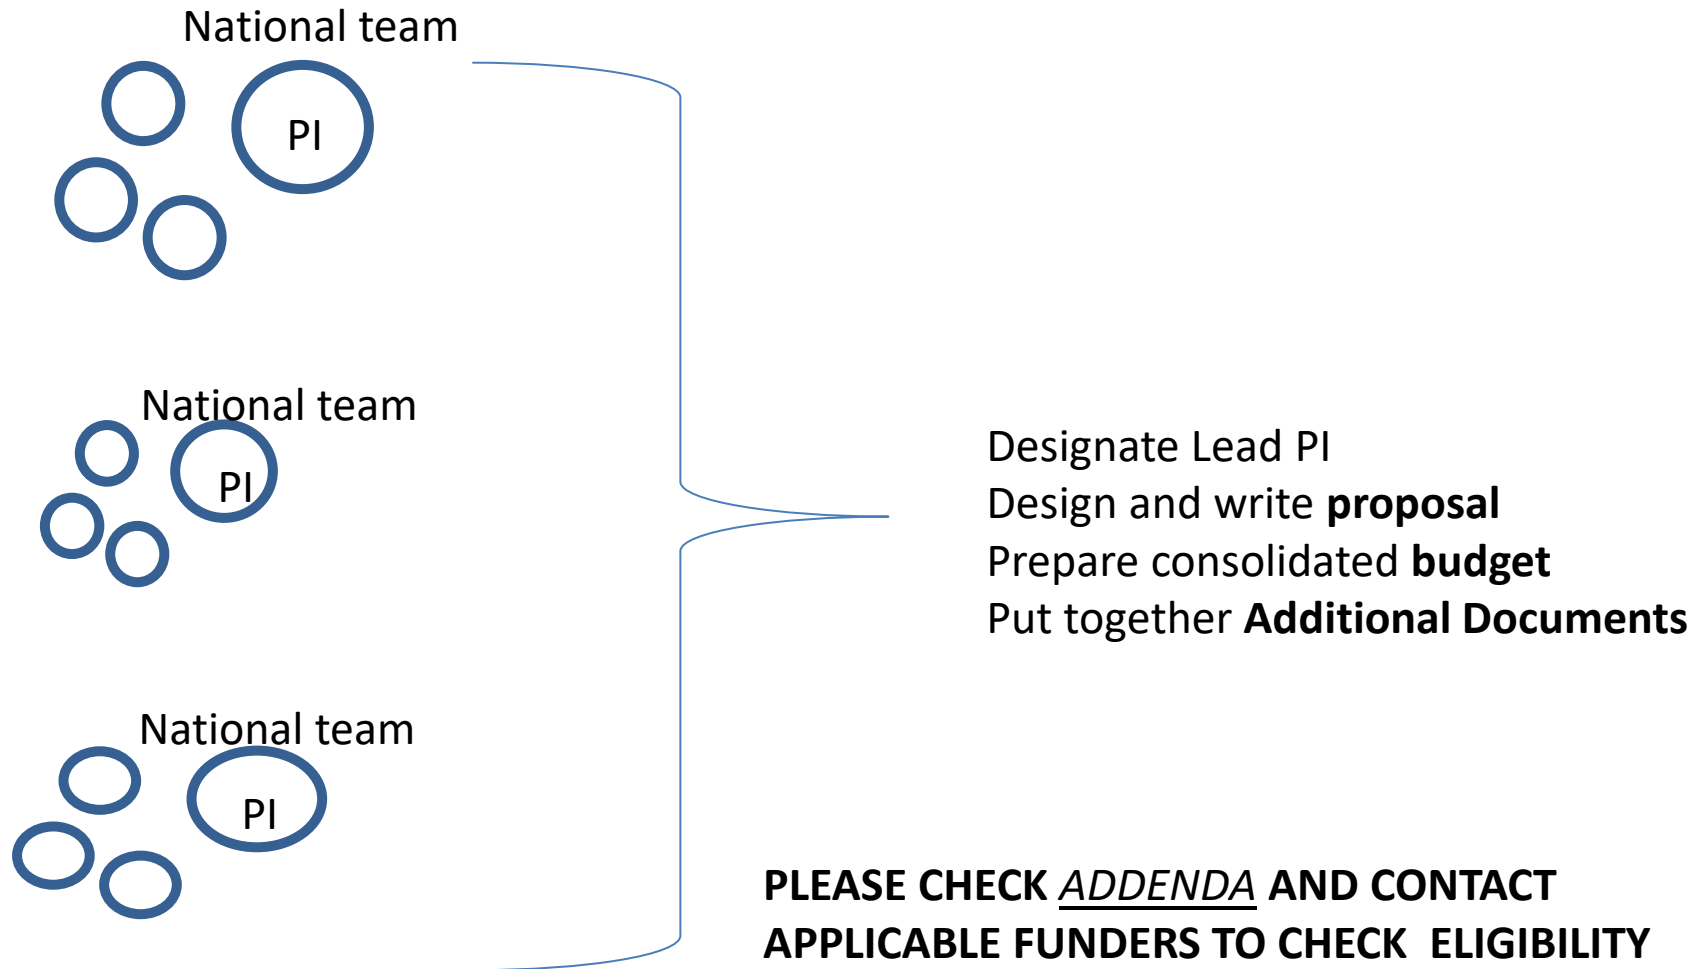 National team
PI
National team
PI
National team
PI
Designate Lead PI
Design and write proposal
Prepare consolidated budget
Put together Additional Documents
PLEASE CHECK ADDENDA AND CONTACT
APPLICABLE FUNDERS TO CHECK ELIGIBILITY